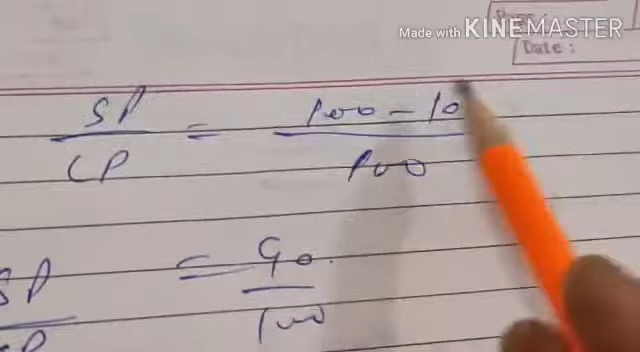 Made with KINEMASTER
Date :
SP/CP = 100 - 10/100
SP/CP = 90/100